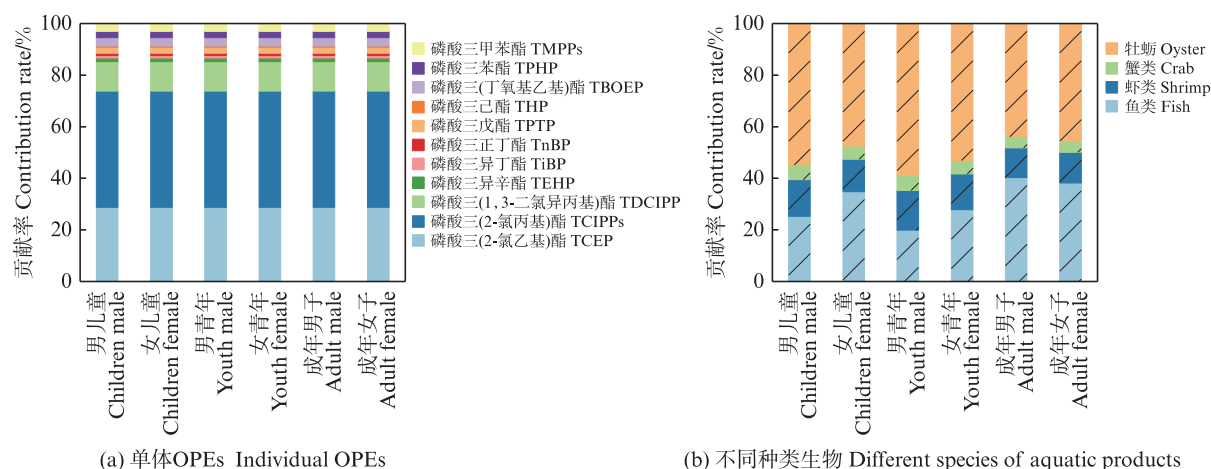 贡献率 Contribution rate/%
100
80
60
40
20
0
磷酸三甲苯酯 TMPPs
磷酸三苯酯 TPHP
磷酸三(丁氧基乙基)酯 TBOEP
磷酸三己酯 THP
磷酸三戊酯 TPTP
磷酸三正丁酯 TnBP
磷酸三异丁酯 TiBP
磷酸三异辛酯 TEHP
磷酸三(1, 3-二氯异丙基)酯 TDCIPP
磷酸三(2-氯丙基)酯 TCIPPs
磷酸三(2-氯乙基)酯 TCEP
男儿童
Children male
女儿童
Children female
男青年
Youth male
女青年
Youth female
成年男子
Adult male
成年女子
Adult female
(a) 单体OPEs Individual OPEs
贡献率 Contribution rate/%
100
80
60
40
20
0
牡蛎 Oyster
蟹类 Crab
虾类 Shrimp
鱼类 Fish
男儿童
Children male
女儿童
Children female
男青年
Youth male
女青年
Youth female
成年男子
Adult male
成年女子
Adult female
(b) 不同种类生物 Different species of aquatic products